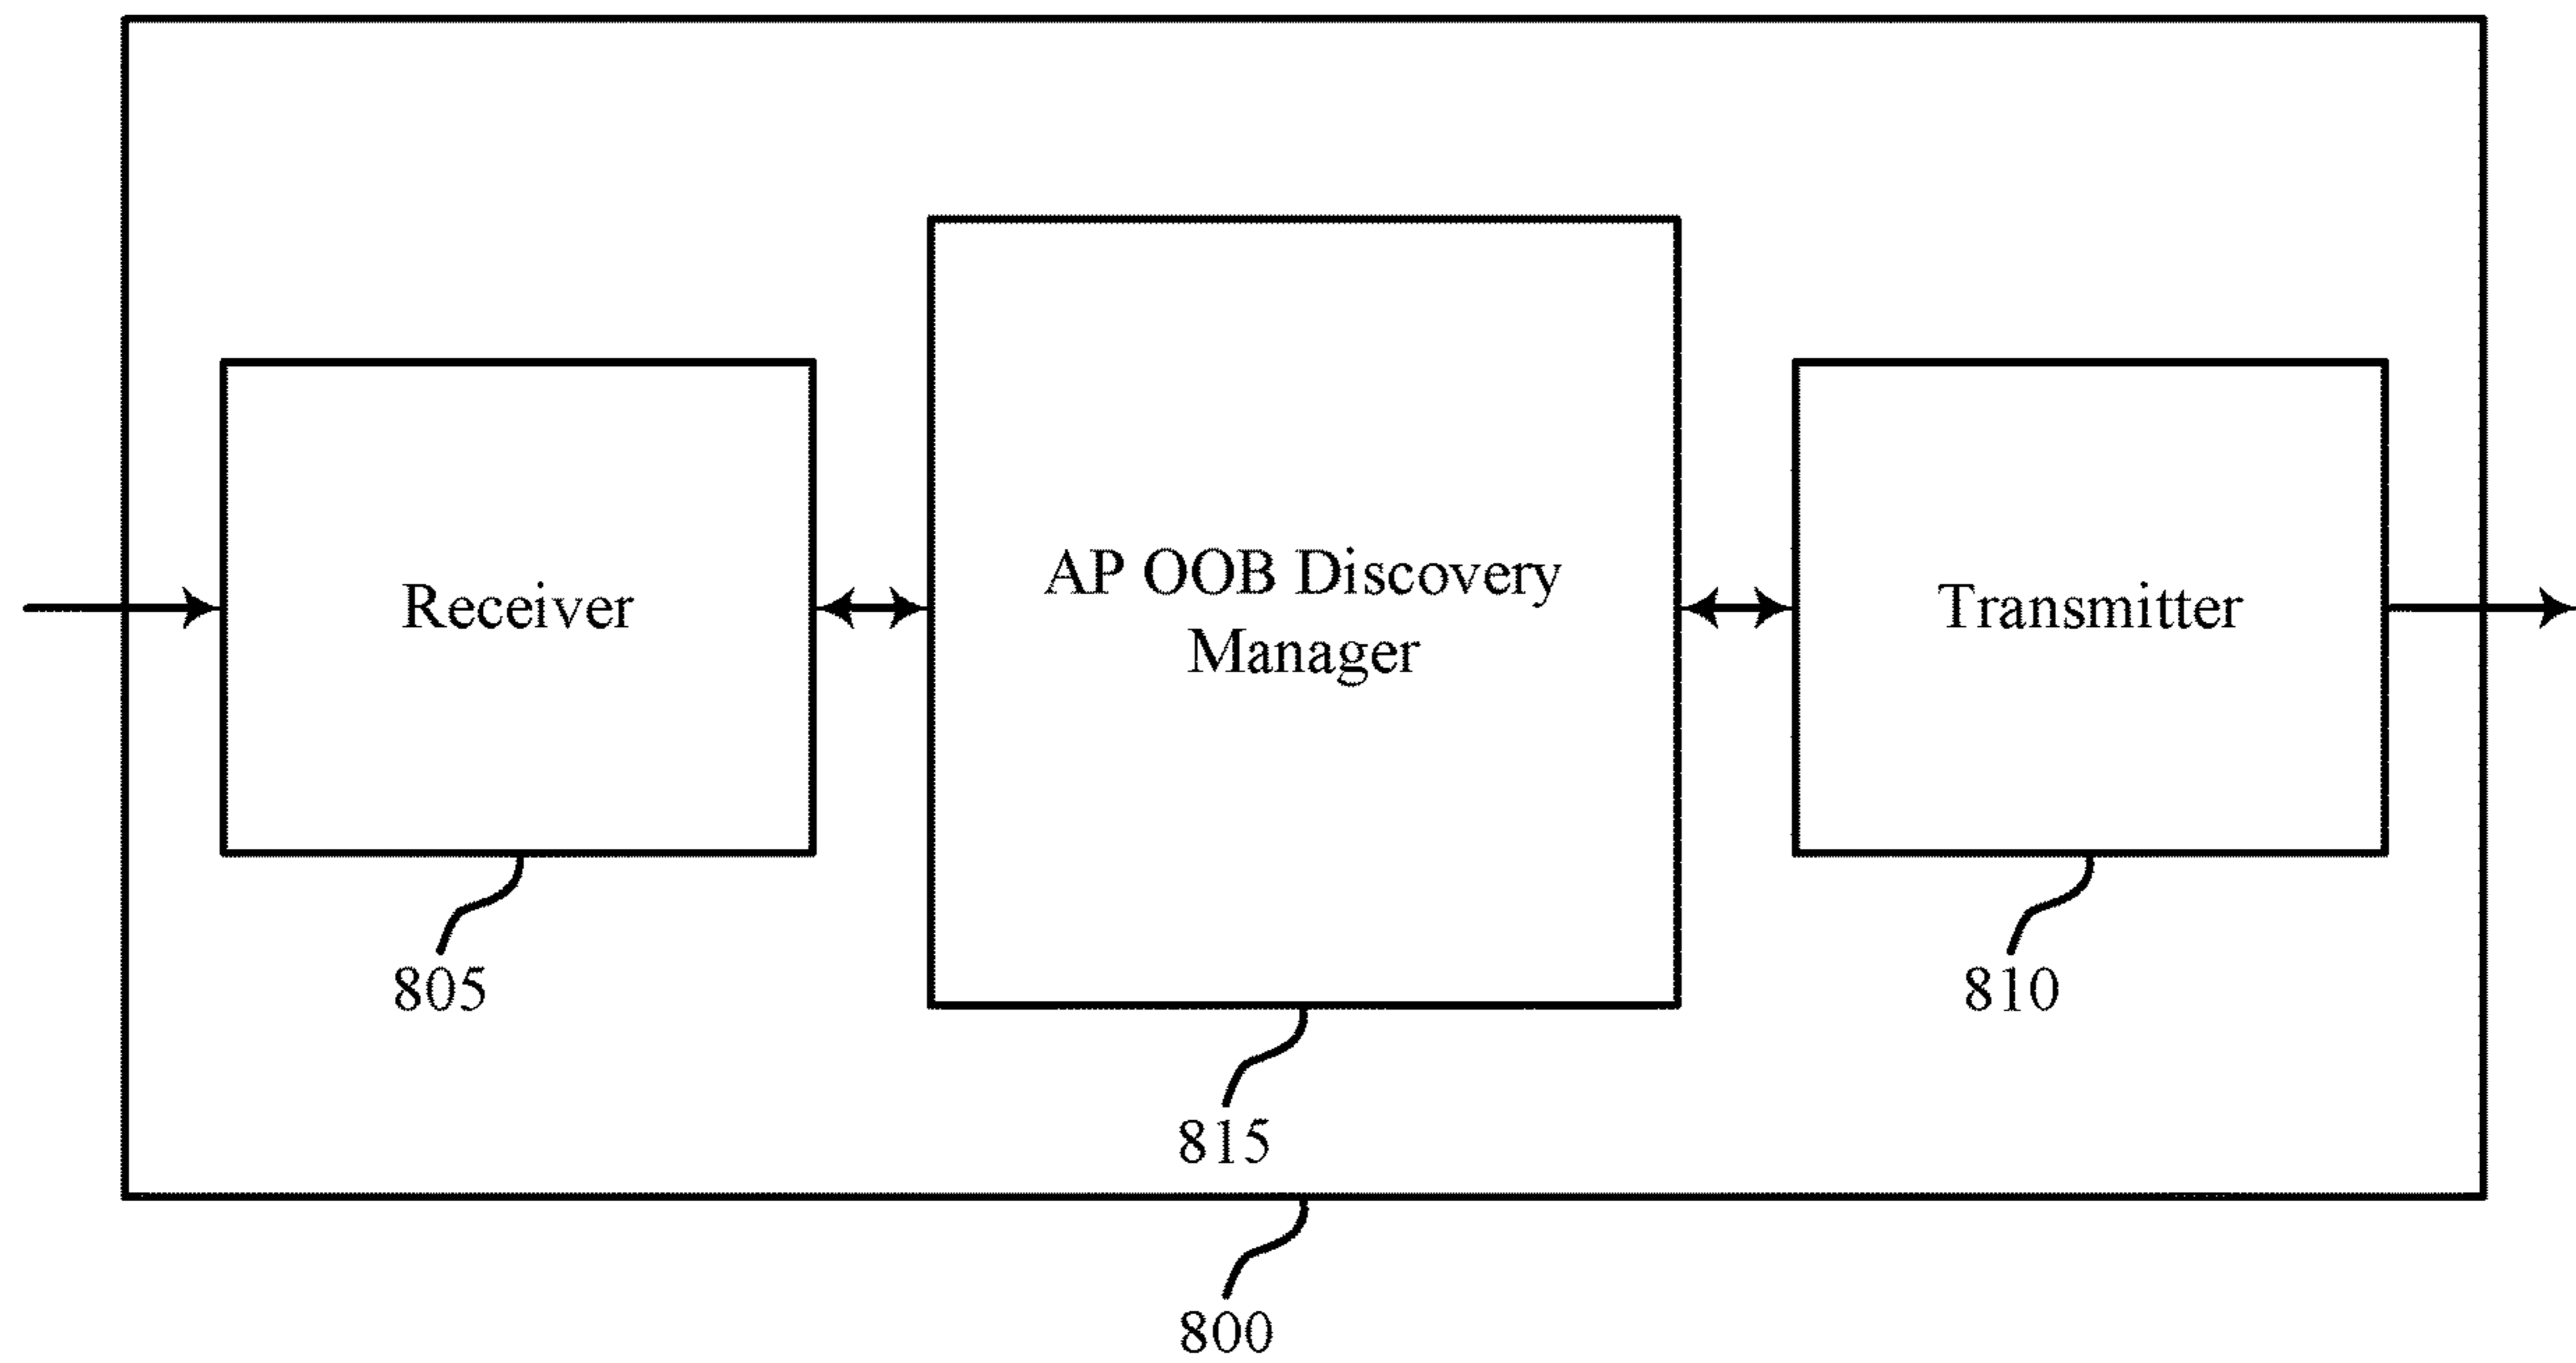 Receiver
AP OOB Discovery
Manager
Transmitter
805
810
815
800